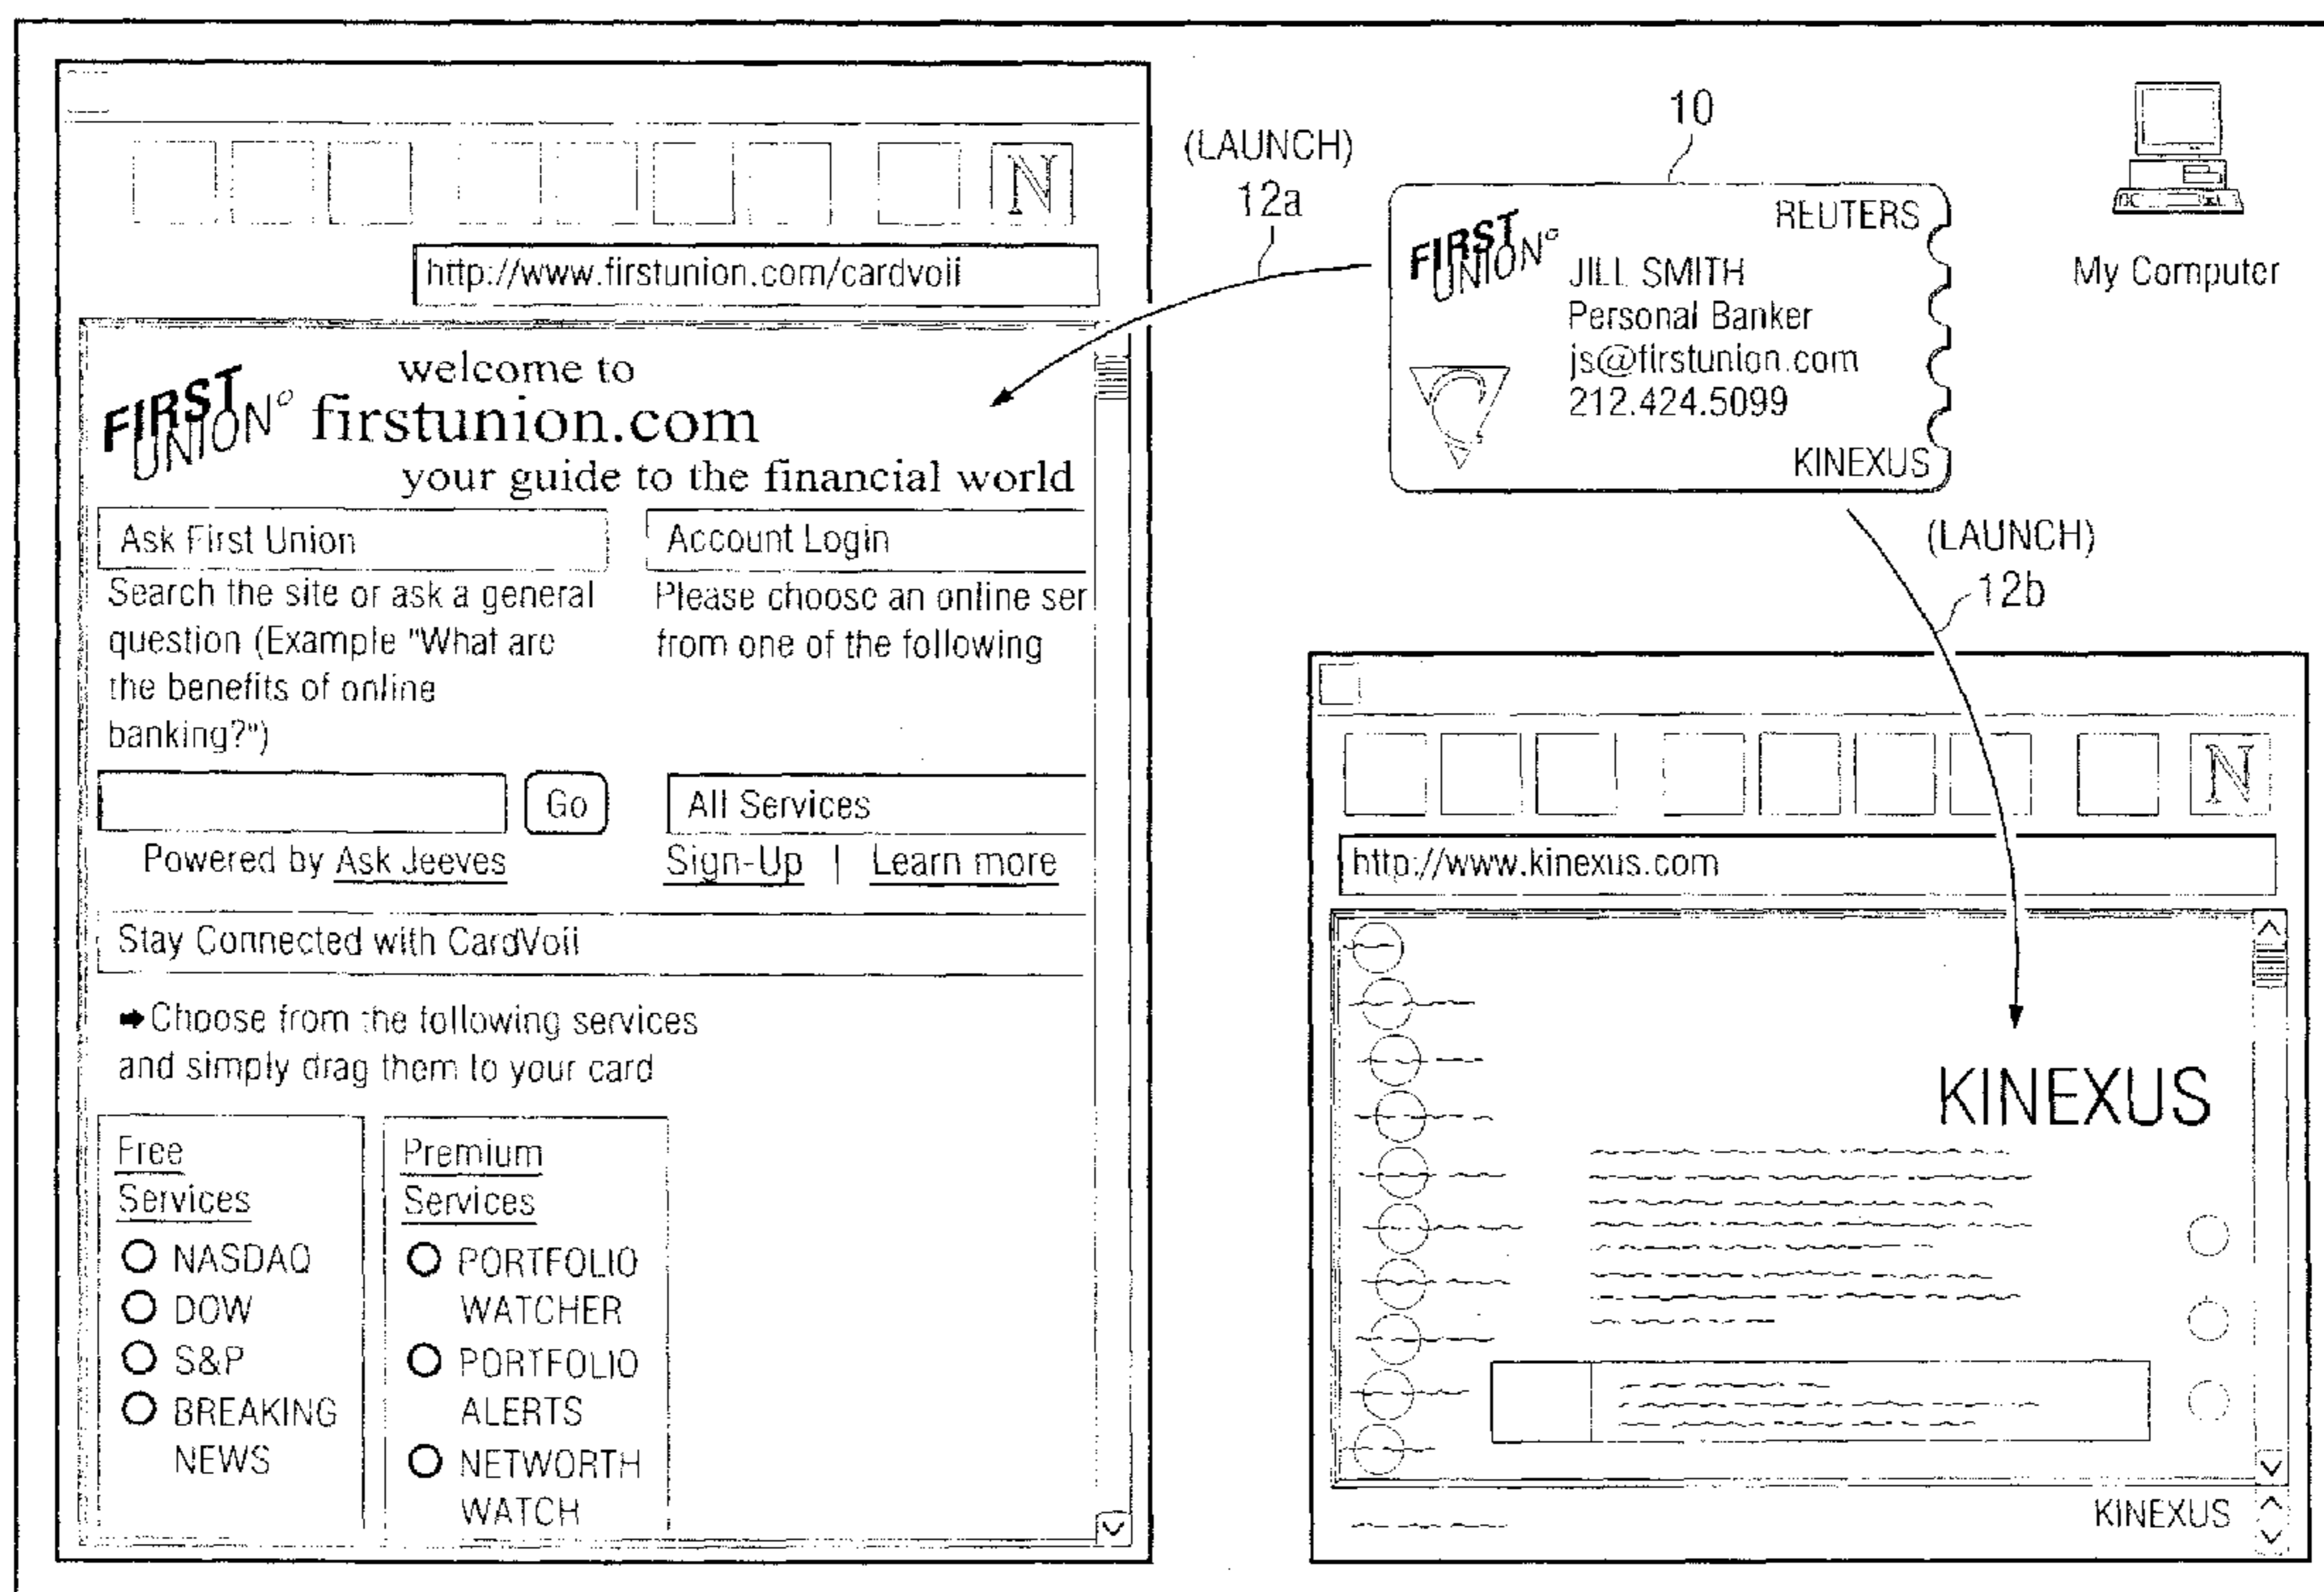 N
http://www.firstunion.com/cardvoii
FIRST
UNION
welcome to
firstunion.com
your guide to the financial world
Ask First Union
Search the site or ask a general
question (Example "What are
the benefits of online
banking?")
Go
Powered by Ask Jeeves
Account Login
Please choose an online ser
from one of the following
All Services
Sign-Up | Learn more
Stay Connected with CardVoii
Choose from the following services
and simply drag them to your card
Free
Services
NASDAQ
DOW
S&P
BREAKING
NEWS
Premium
Services
PORTFOLIO
WATCHER
PORTFOLIO
ALERTS
NETWORTH
WATCH
(LAUNCH)
12a
10
FIRST
UNION
REUTERS
JILL SMITH
Personal Banker
js@firstunion.com
212.424.5099
KINEXUS
My Computer
(LAUNCH)
12b
N
http://www.kinexus.com
KINEXUS
KINEXUS